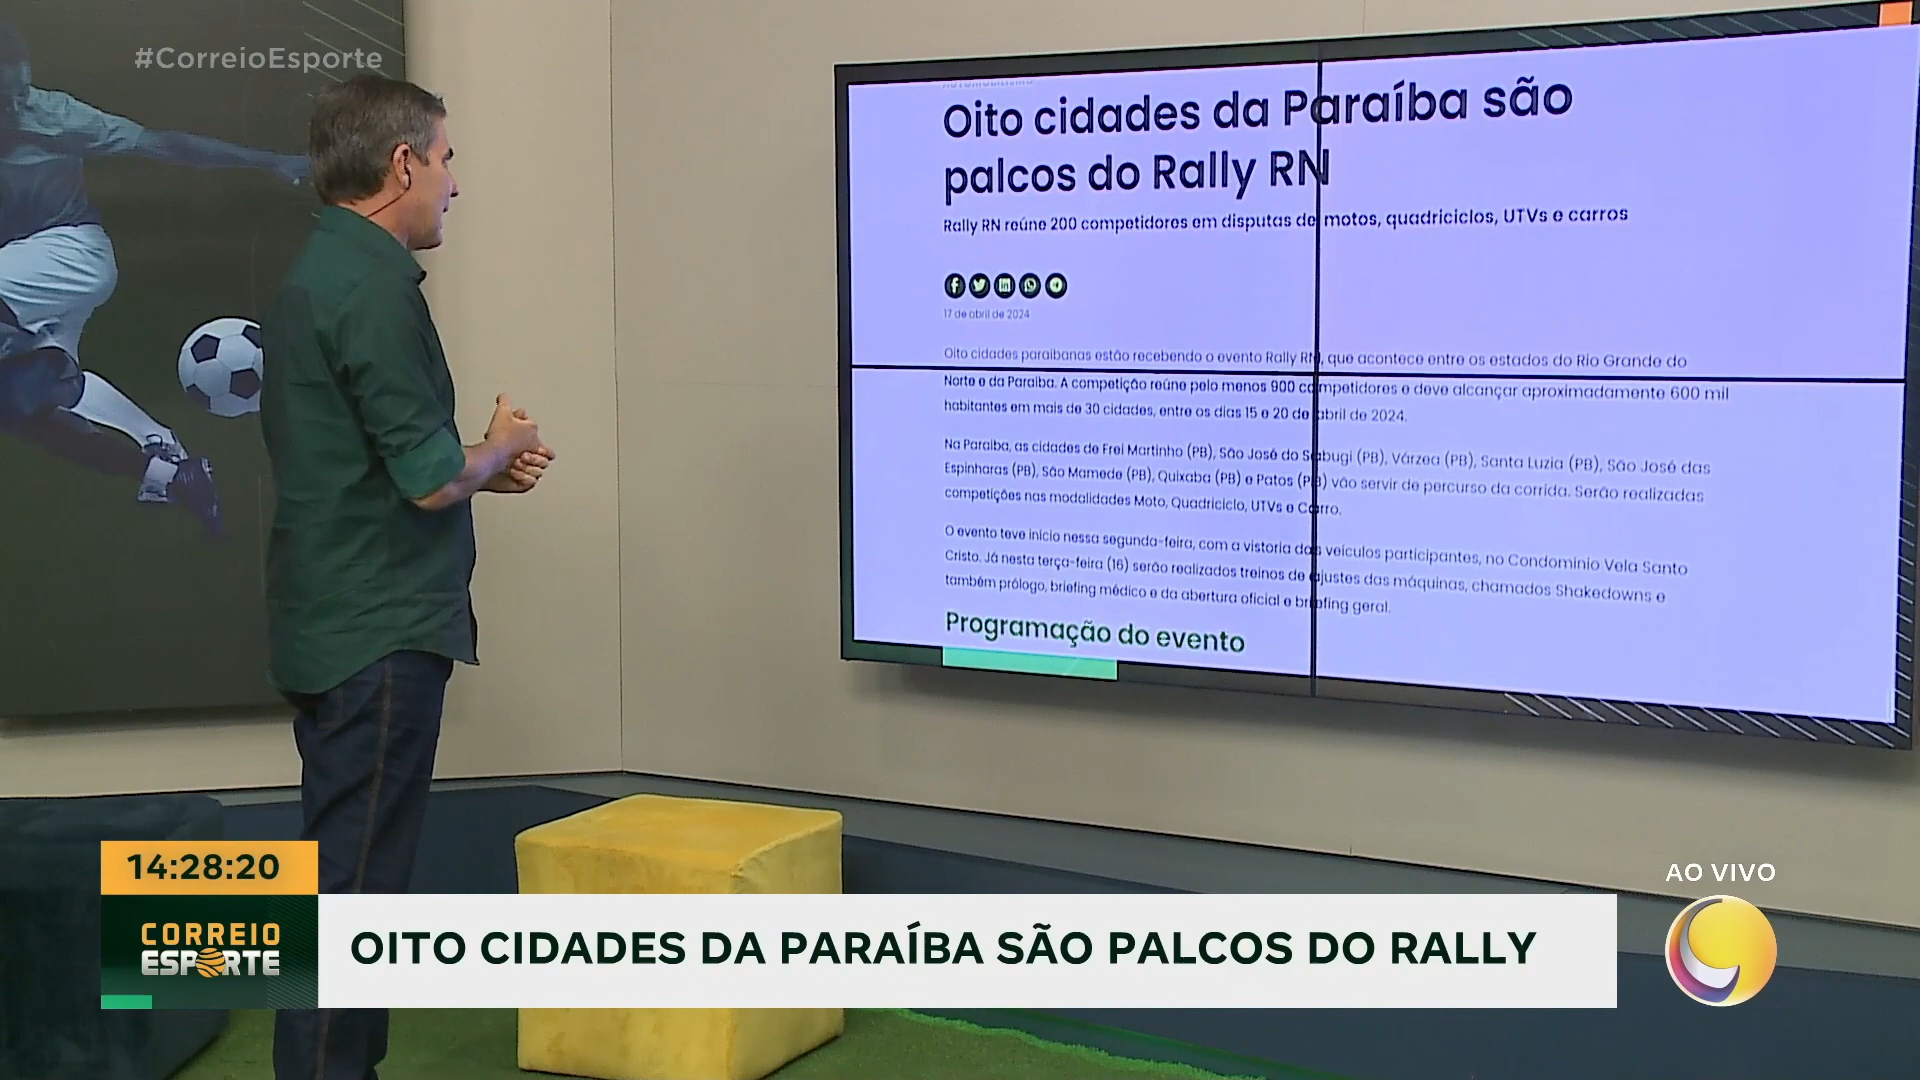 #CorreioEsporte
AUTOMOBILISMO
Oito cidades da Paraíba são
palcos do Rally RN
Rally RN reúne 200 competidores em disputas de motos, quadriciclos, UTVs e carros
17 de abril de 2024
Oito cidades paraibanas estão recebendo o evento Rally RN, que acontece entre os estados do Rio Grande do
Norte e da Paraíba. A competição reúne pelo menos 900 competidores e deve alcançar aproximadamente 600 mil
habitantes em mais de 30 cidades, entre os dias 15 e 20 de abril de 2024.
Na Paraíba, as cidades de Frei Martinho (PB), São José do Sabugi (PB), Várzea (PB), Santa Luzia (PB), São José das
Espinharas (PB), São Mamede (PB), Quixaba (PB) e Patos (PB) vão servir de percurso da corrida. Serão realizadas
competições nas modalidades Moto, Quadriciclo, UTVs e Carro.
O evento teve início nessa segunda-feira, com a vistoria dos veículos participantes, no Condomínio Vela Santo
Cristo. Já nesta terça-feira (16) serão realizados treinos de ajustes das máquinas, chamados Shakedowns e
também prólogo, briefing médico e da abertura oficial e briefing geral.
Programação do evento
14:28:20
CORREIO
ESPORTE
OITO CIDADES DA PARAÍBA SÃO PALCOS DO RALLY
AO VIVO